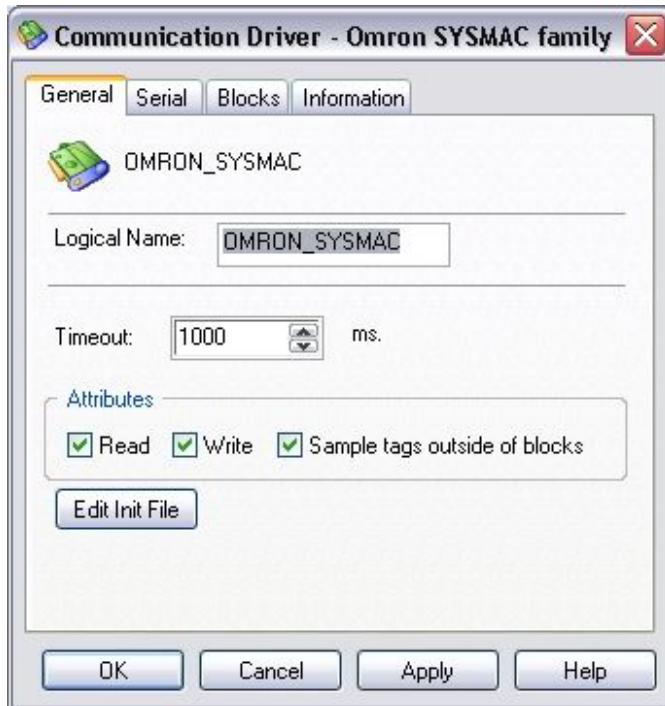 Communication Driver - Omron SYSMAC family
General Serial Blocks Information
OMRON_SYSMAC
Logical Name: OMRON_SYSMAC
Timeout: 1000 ms.
Attributes
Read Write Sample tags outside of blocks
Edit Init File
OK Cancel Apply Help